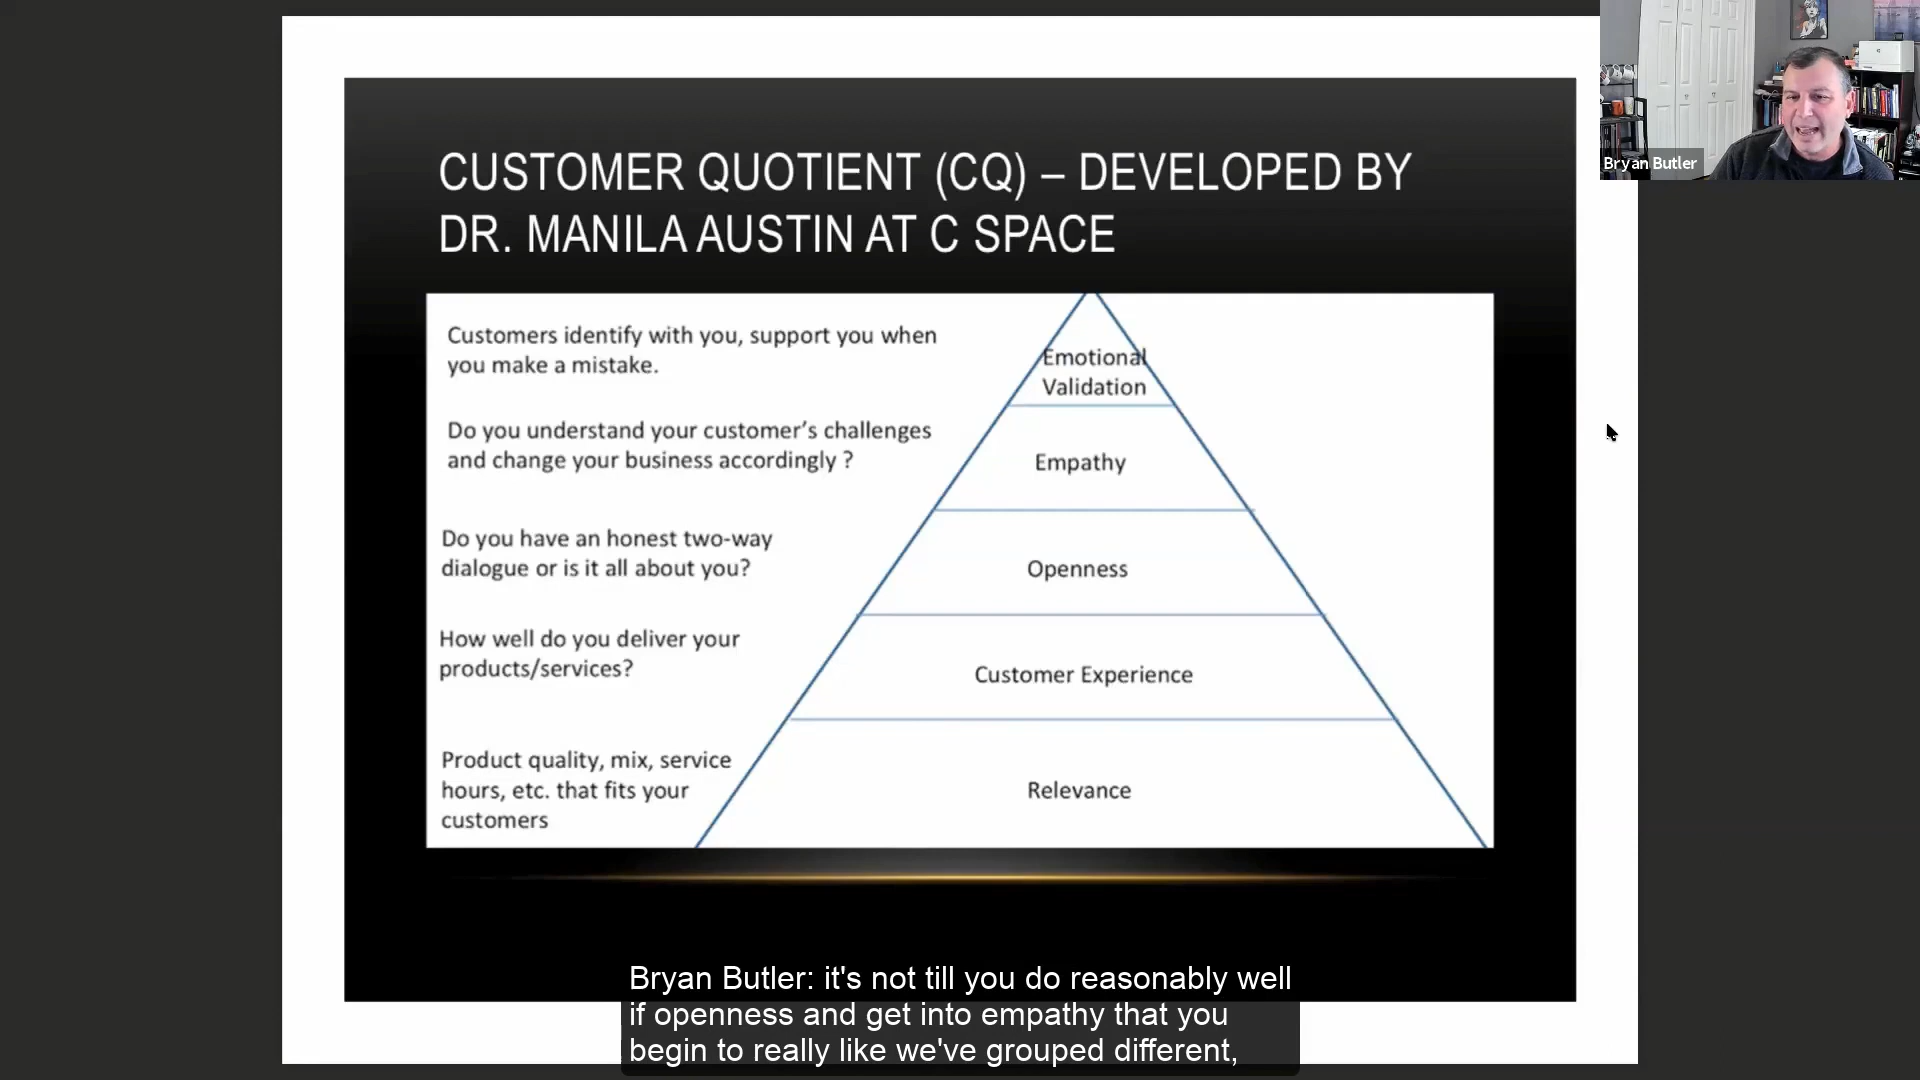 CUSTOMER QUOTIENT (CQ) – DEVELOPED BY
DR. MANILA AUSTIN AT C SPACE
Customers identify with you, support you when
you make a mistake.
Emotional
Validation
Do you understand your customer’s challenges
and change your business accordingly ?
Empathy
Do you have an honest two-way
dialogue or is it all about you?
Openness
How well do you deliver your
products/services?
Customer Experience
Product quality, mix, service
hours, etc. that fits your
customers
Relevance
Bryan Butler
Bryan Butler: it's not till you do reasonably well
if openness and get into empathy that you
begin to really like we've grouped different,